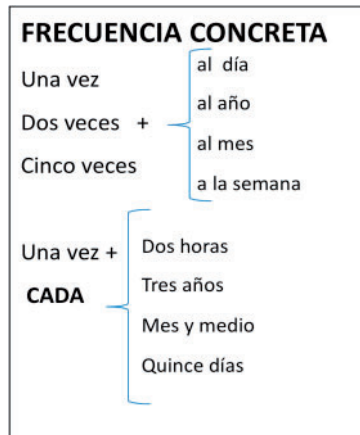 FRECUENCIA CONCRETA
Una vez
Dos veces +
Cinco veces
al día
al año
al mes
a la semana
Una vez +
CADA
Dos horas
Tres años
Mes y medio
Quince días